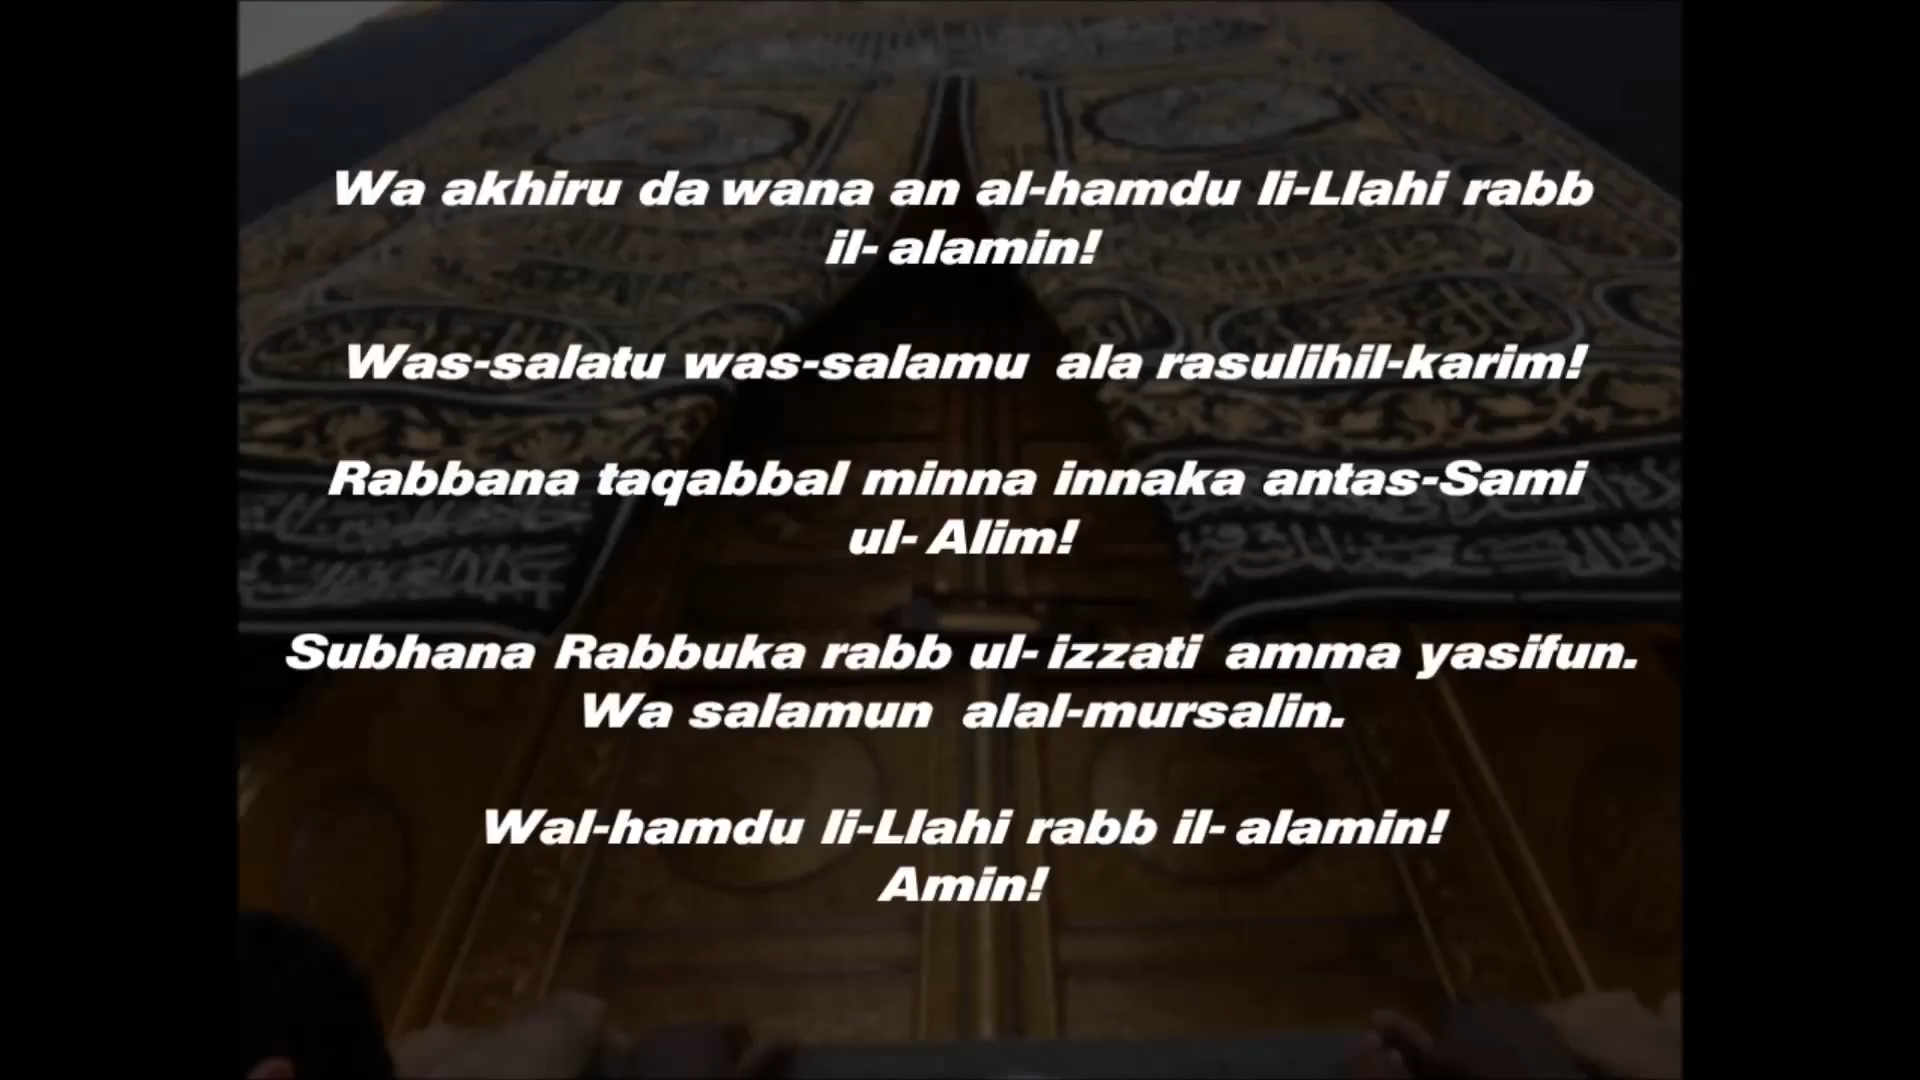 Wa akhiru da wana an al-hamdu li-Llahi rabb
il- alamin!
Was-salatu was-salamu  ala rasulihil-karim!
Rabbana taqabbal minna innaka antas-Sami
ul- Alim!
Subhana Rabbuka rabb ul- izzati  amma yasifun.
Wa salamun  alal-mursalin.
Wal-hamdu li-Llahi rabb il- alamin!
Amin!